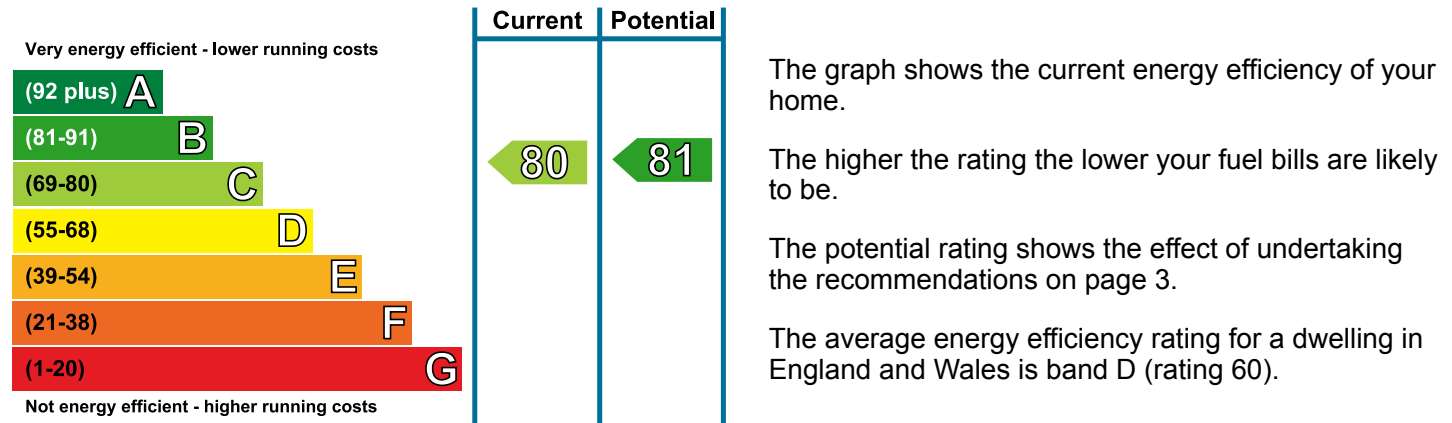 Current Potential
Very energy efficient - lower running costs
(92 plus) A
(81-91) B
(69-80) C
(55-68) D
(39-54) E
(21-38) F
(1-20) G
Not energy efficient - higher running costs
80 81
The graph shows the current energy efficiency of your
home.
The higher the rating the lower your fuel bills are likely
to be.
The potential rating shows the effect of undertaking
the recommendations on page 3.
The average energy efficiency rating for a dwelling in
England and Wales is band D (rating 60).